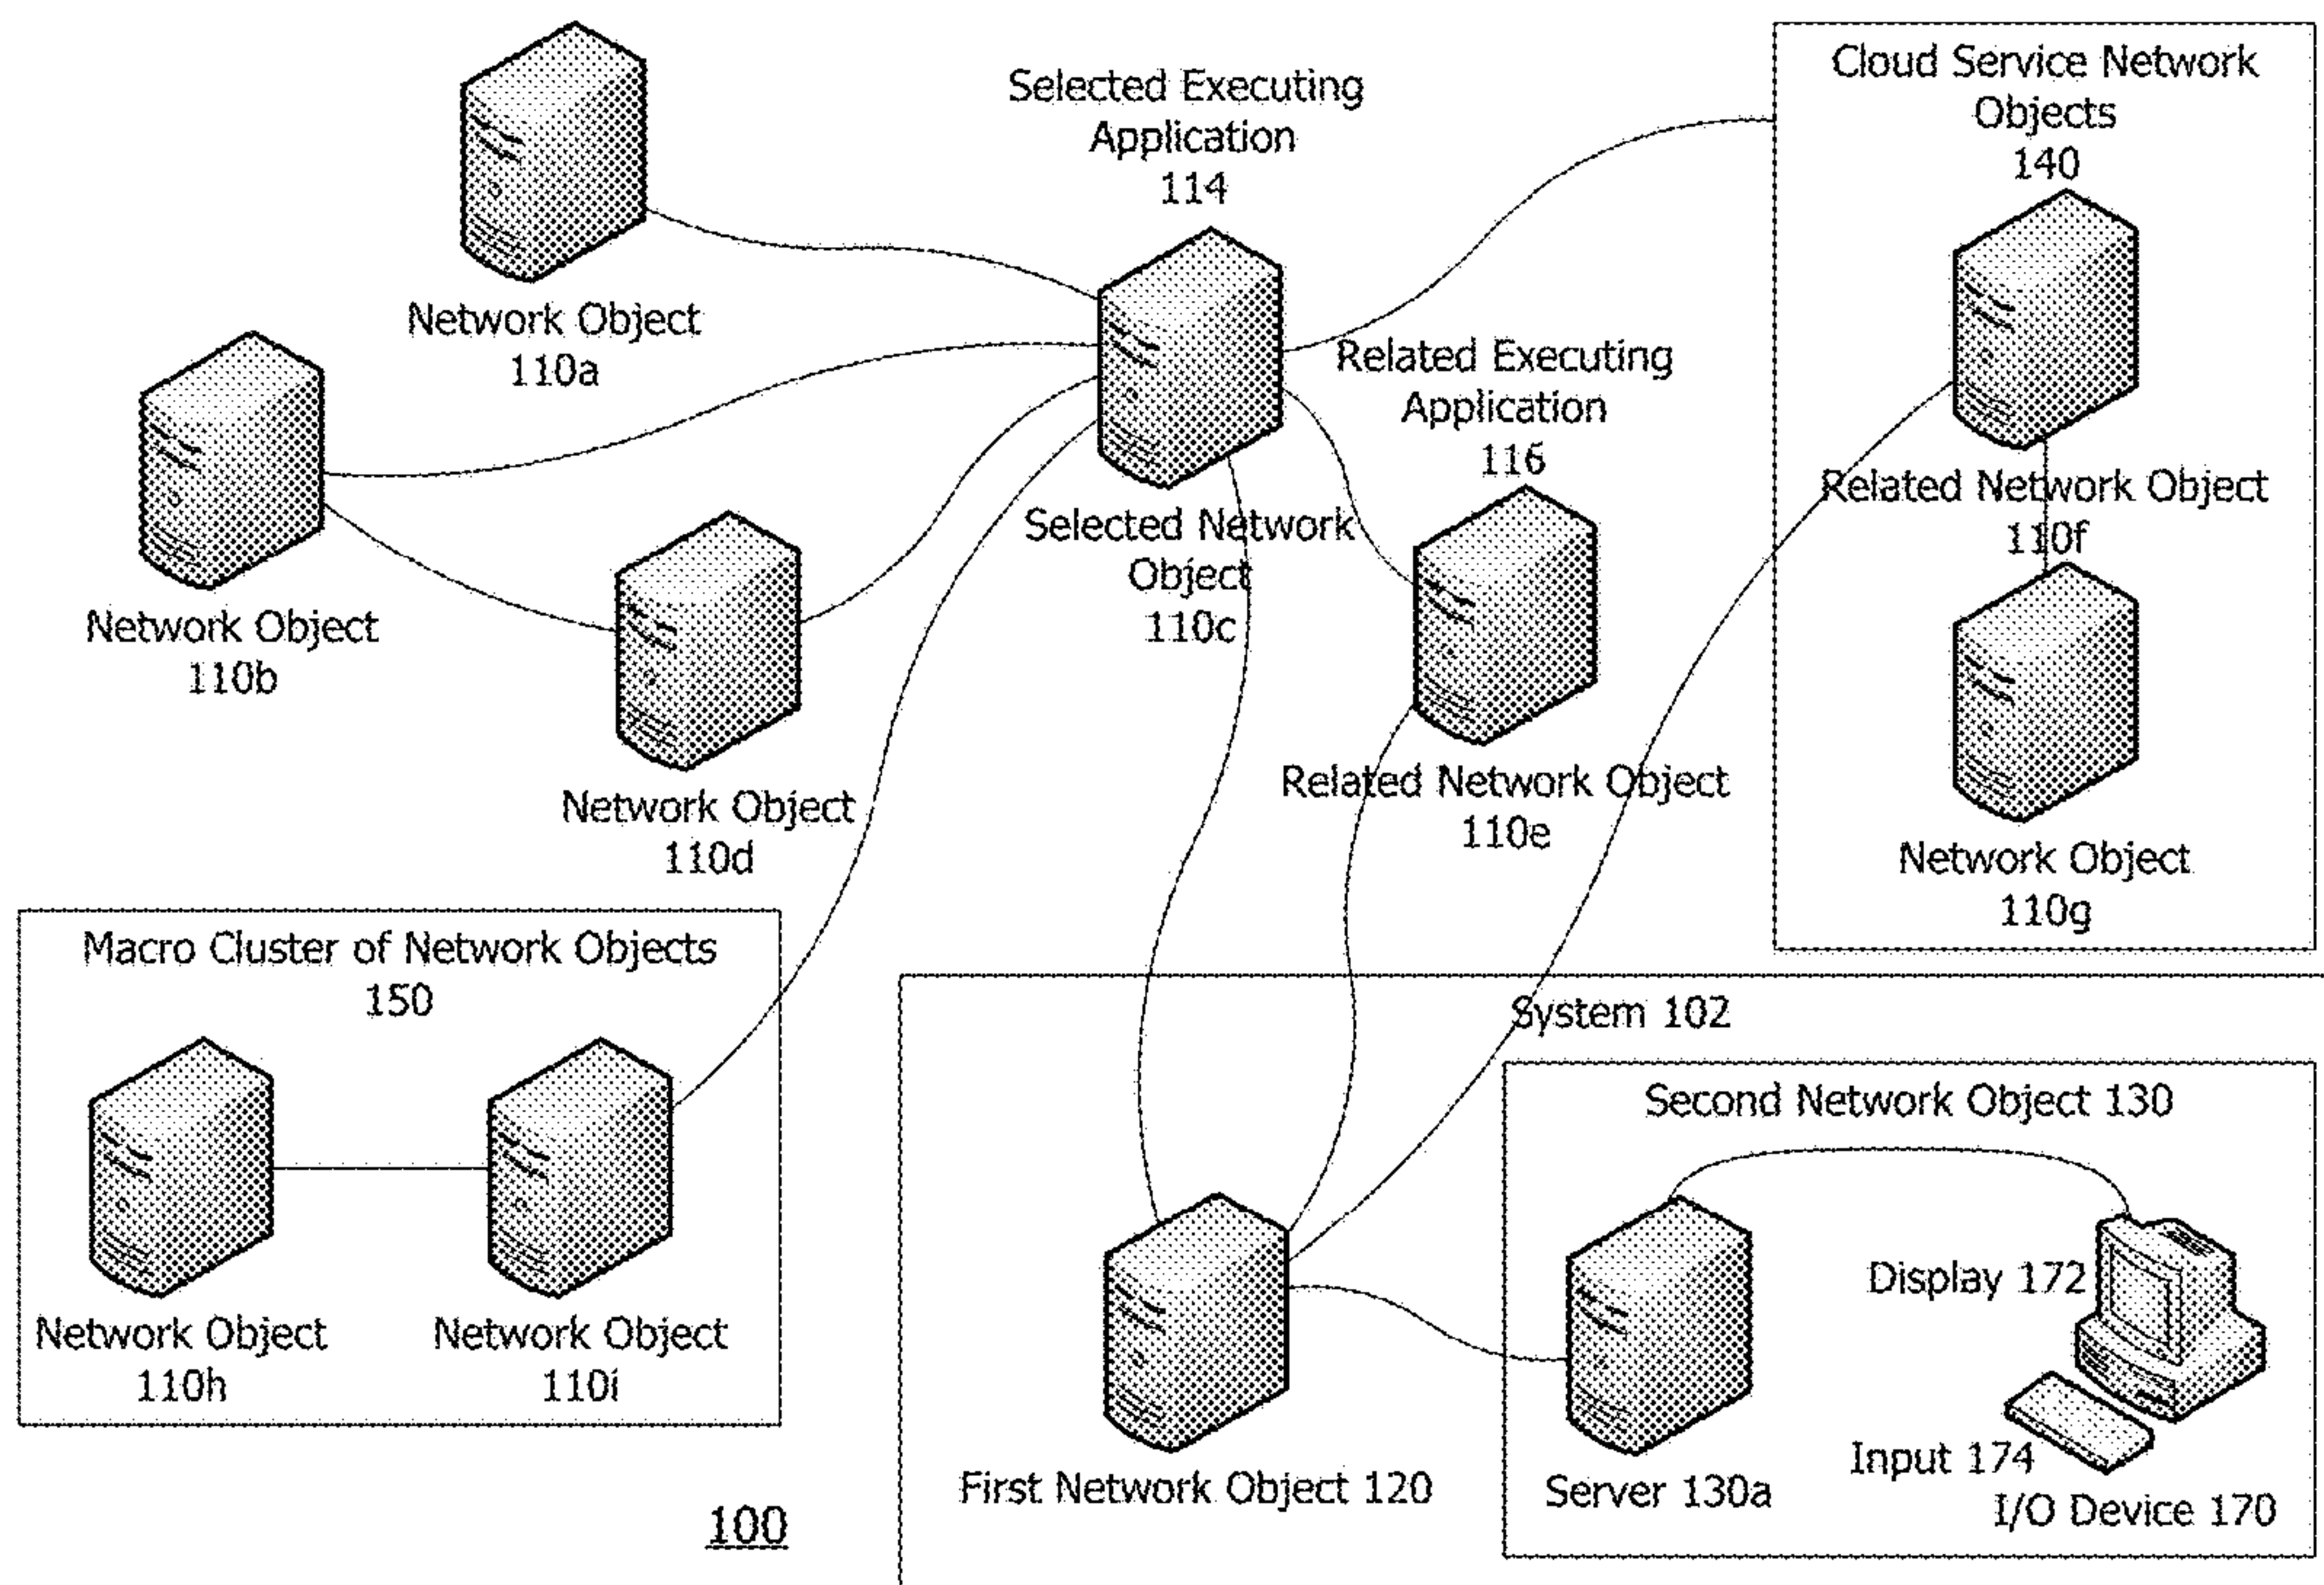 Selected Executing
Application
114
Network Object
110a
Network Object
110b
Network Object
110d
Selected Network
Object
110c
Related Executing
Application
116
Related Network Object
110e
Cloud Service Network
Objects
140
Related Network Object
110f
Network Object
110g
Macro Cluster of Network Objects
150
Network Object
110h
Network Object
110i
System 102
Second Network Object 130
Display 172
Input 174
I/O Device 170
Server 130a
First Network Object 120
100